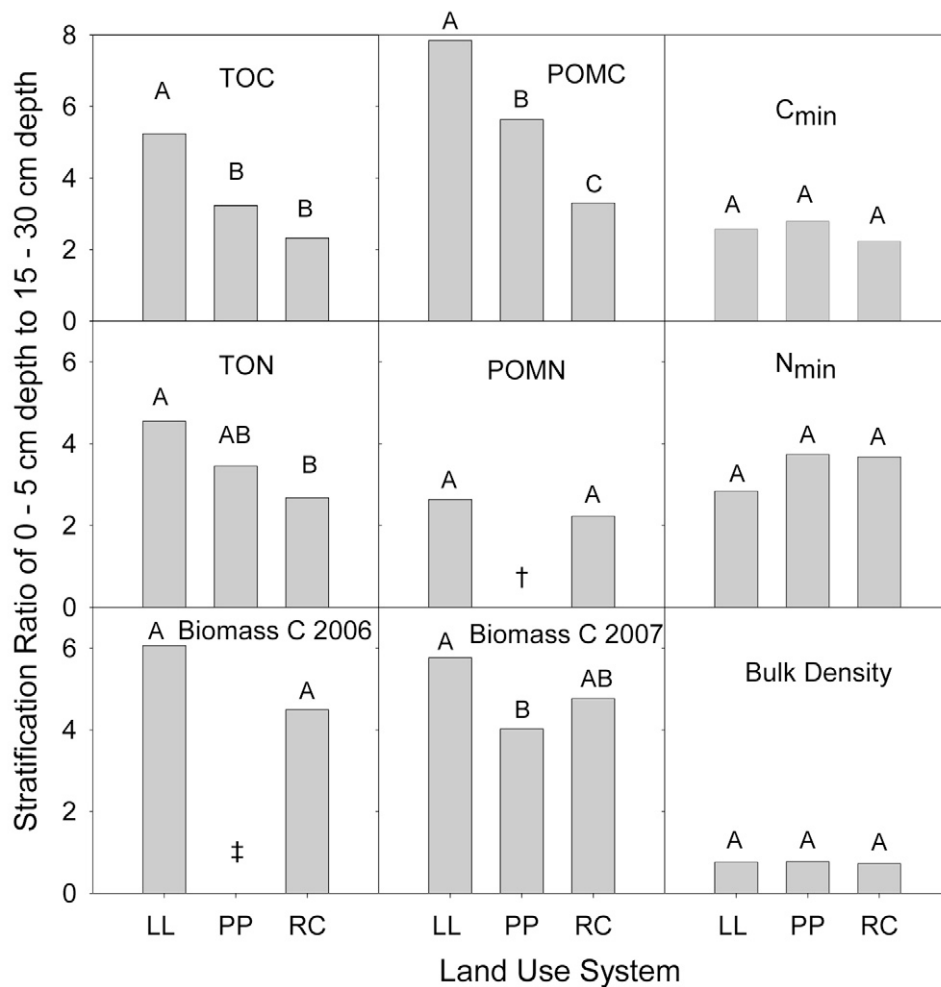 Stratification Ratio of 0 - 5 cm depth to 15 - 30 cm depth
8
6
4
2
0
TOC
A
B
B
POMC
A
B
C
Cmin
A
A
A
6
4
2
0
TON
A
AB
B
POMN
A
†
A
Nmin
A
A
A
6
4
2
0
Biomass C 2006
A
‡
A
Biomass C 2007
A
B
AB
Bulk Density
A
A
A
LL PP RC LL PP RC LL PP RC
Land Use System